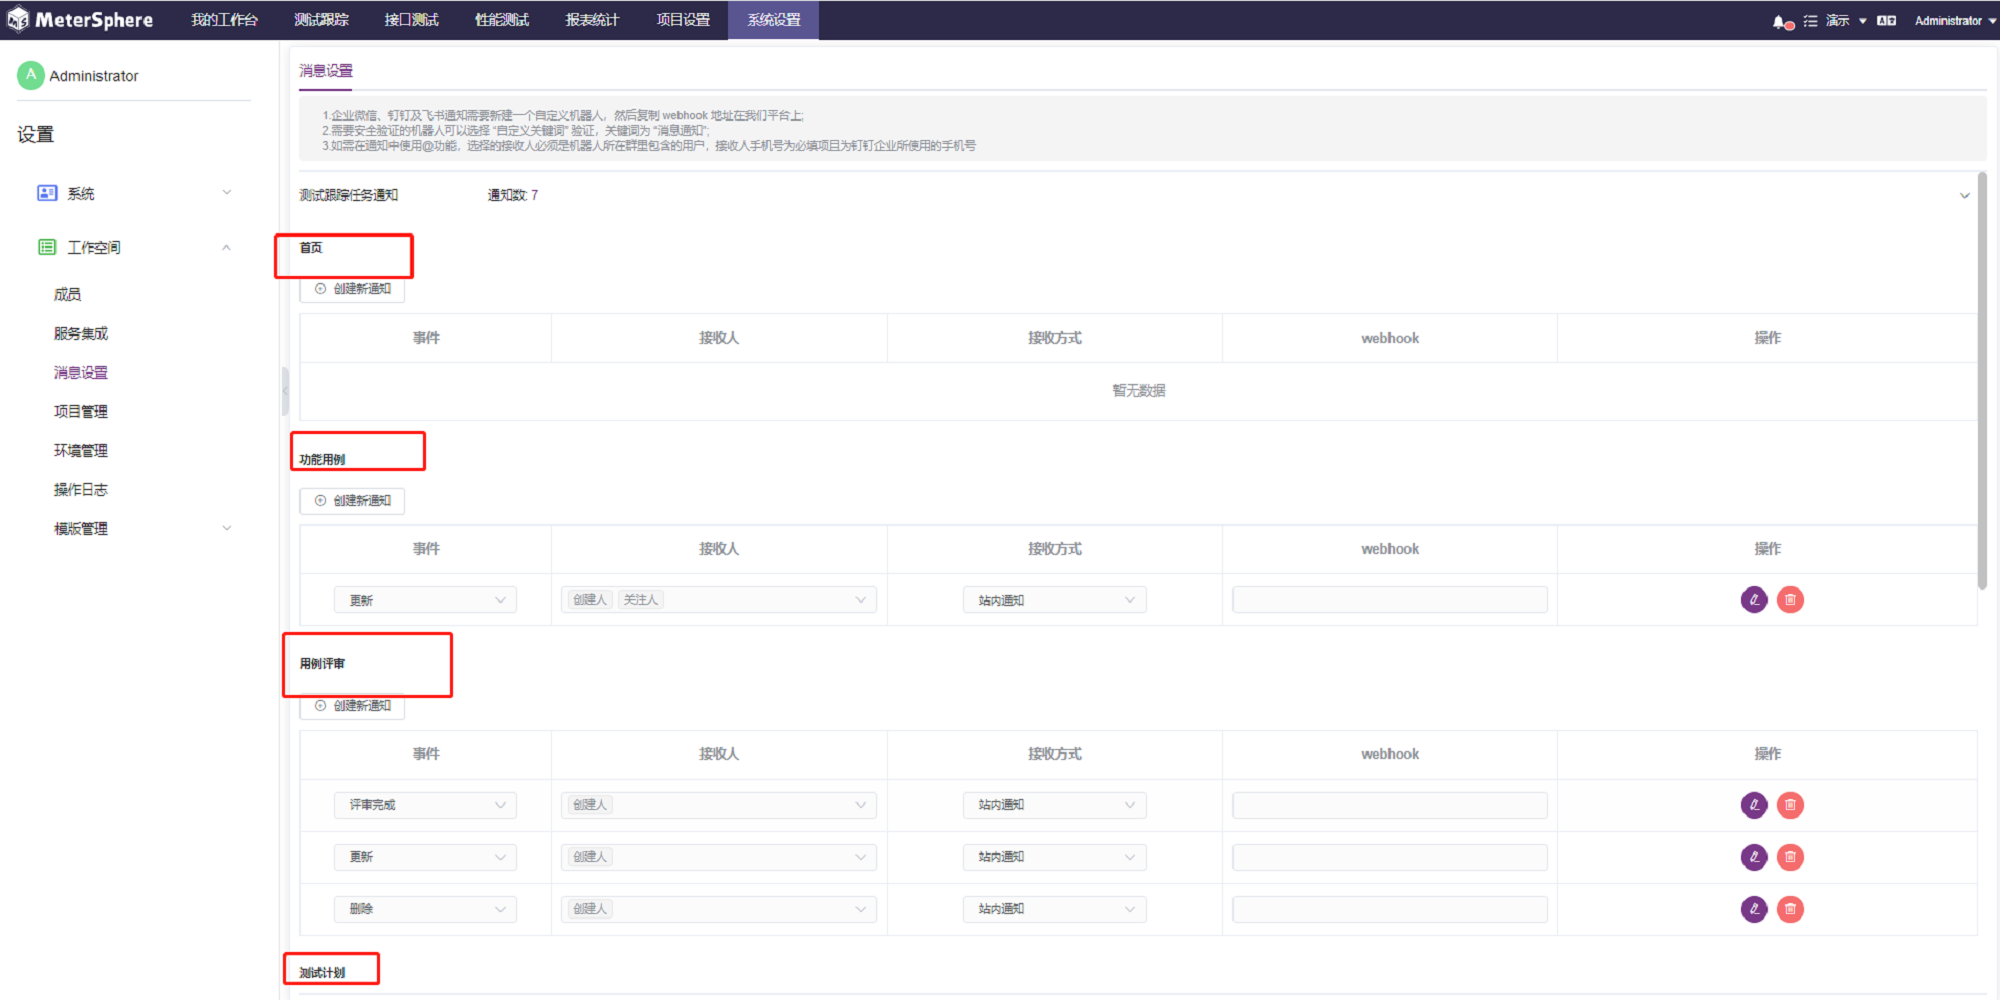 MeterSphere 我的工作台 测试跟踪 接口测试 性能测试 报表统计 项目设置 系统设置 演示 Administrator
A Administrator
设置
系统
工作空间
成员
服务集成
消息设置
项目管理
环境管理
操作日志
模版管理
消息设置
1.企业微信、钉钉及飞书通知需要新建一个自定义机器人，然后复制 webhook 地址在我们平台上;
2.需要安全验证的机器人可以选择 “自定义关键词” 验证，关键词为 “消息通知”;
3.如需在通知中使用@功能，选择的接收人必须是机器人所在群里包含的用户，接收人手机号为必填项目为钉钉企业所使用的手机号
测试跟踪任务通知 通知数: 7
首页
创建新通知
事件 接收人 接收方式 webhook 操作
暂无数据
功能用例
创建新通知
事件 接收人 接收方式 webhook 操作
更新 创建人 关注人 站内通知
用例评审
创建新通知
事件 接收人 接收方式 webhook 操作
评审完成 创建人 站内通知
更新 创建人 站内通知
删除 创建人 站内通知
测试计划